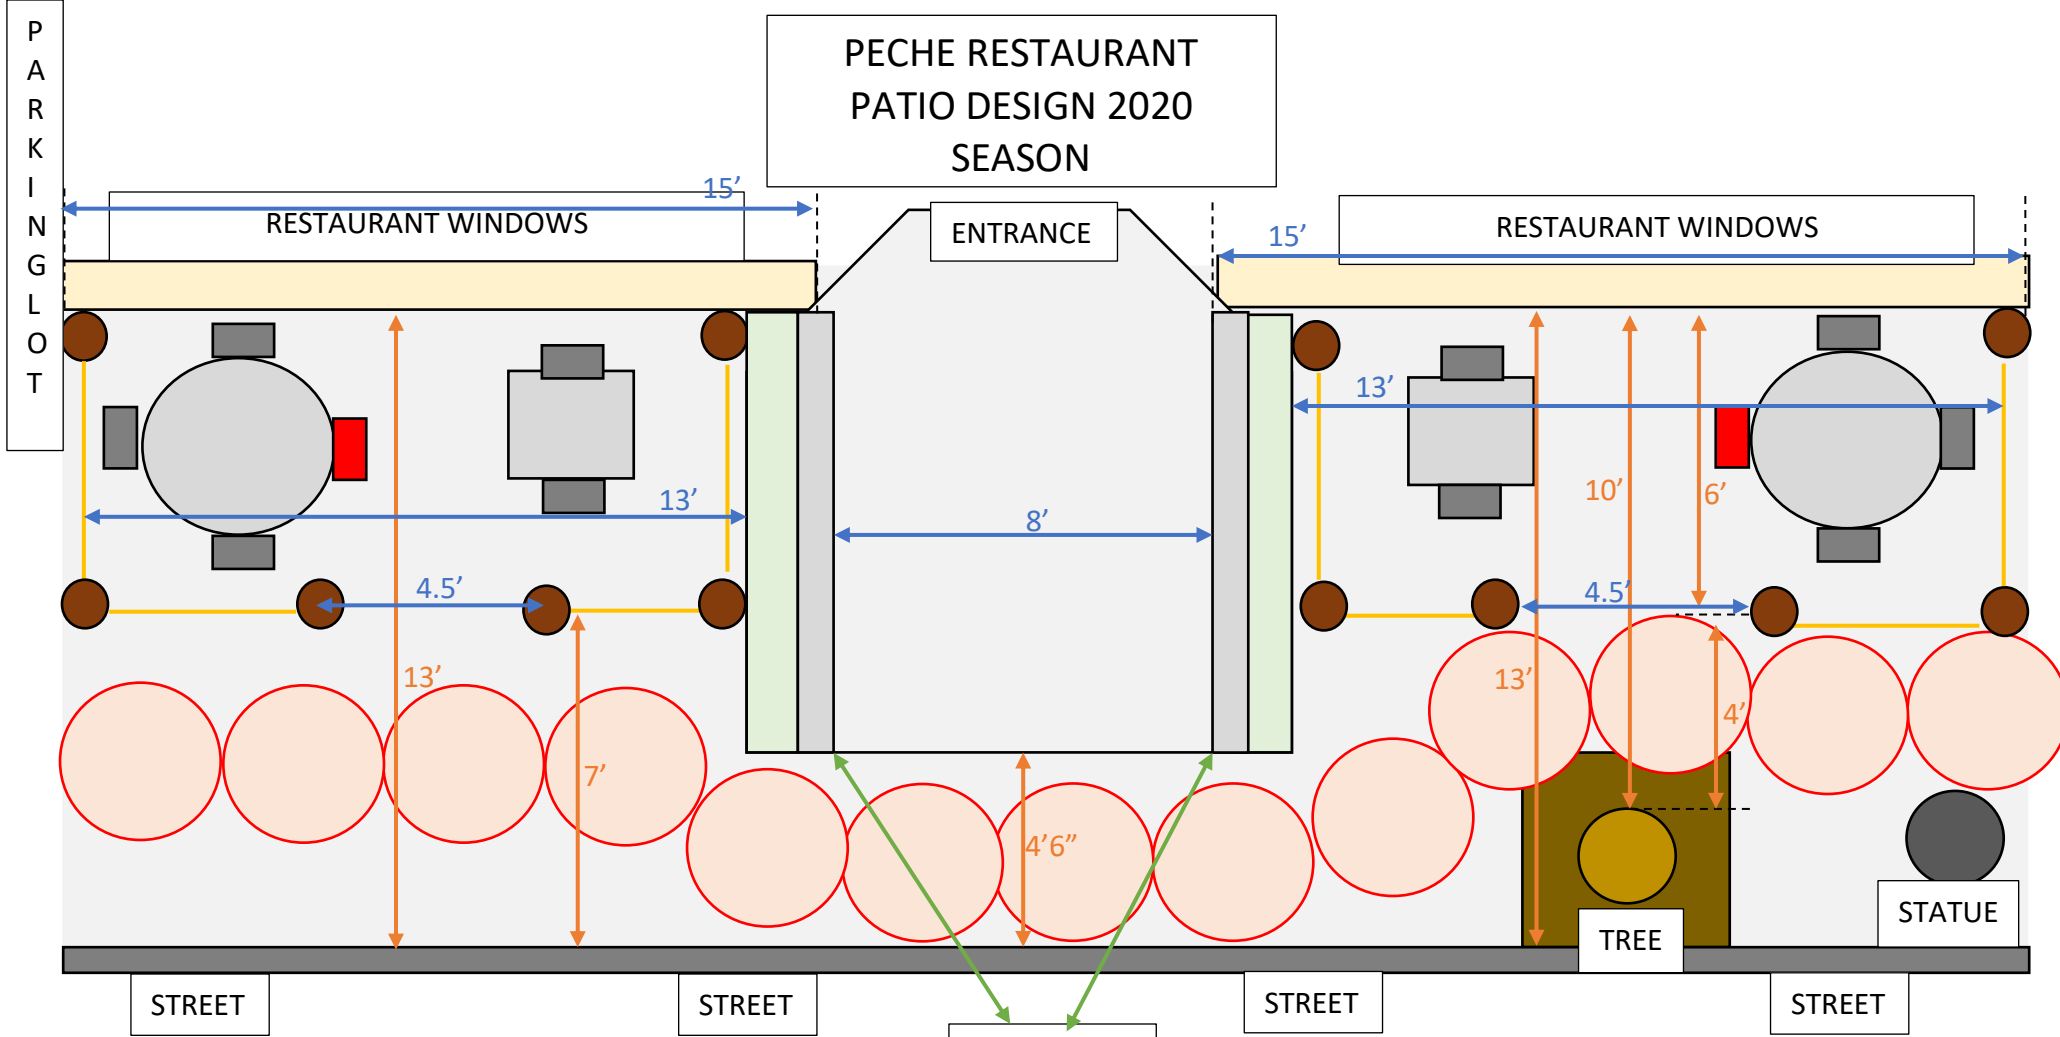 PARKINGLOT
PECHE RESTAURANT
PATIO DESIGN 2020
SEASON
15’
RESTAURANT WINDOWS
ENTRANCE
15’
RESTAURANT WINDOWS
13’
13’
8’
10’
6’
4.5’
4.5’
13’
13’
7’
4’
4’6”
STATUE
TREE
STREET
STREET
STREET
STREET